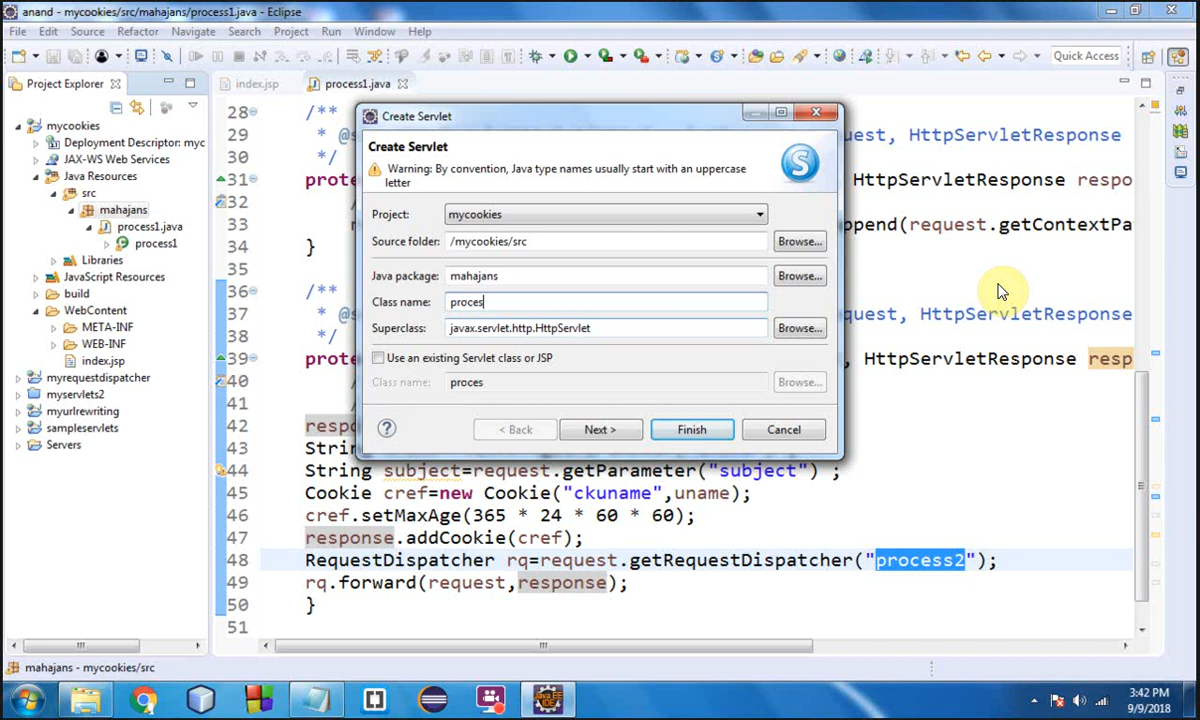 anand - mycookies/src/mahajans/process1.java - Eclipse
File Edit Source Refactor Navigate Search Project Run Window Help
Quick Access
Project Explorer
index.jsp
process1.java
mycookies
Deployment Descriptor: myc
JAX-WS Web Services
Java Resources
src
mahajans
process1.java
process1
Libraries
JavaScript Resources
build
WebContent
META-INF
WEB-INF
index.jsp
myrequestdispatcher
myservlets2
myurlrewriting
sampleservlets
Servers
28 /**
29 * @s quest, HttpServletResponse
30 */
31 prote HttpServletResponse respo
32 /
33 r ppend(request.getContextPa
34 }
35
36 /**
37 * @s quest, HttpServletResponse
38 */
39 prote , HttpServletResponse resp
40 /
41
42 respo
43 Strin
44 String subject=request.getParameter("subject") ;
45 Cookie cref=new Cookie("ckuname",uname);
46 cref.setMaxAge(365 * 24 * 60 * 60);
47 response.addCookie(cref);
48 RequestDispatcher rq=request.getRequestDispatcher("process2");
49 rq.forward(request,response);
50 }
51
Create Servlet
Create Servlet
Warning: By convention, Java type names usually start with an uppercase
letter
S
Project: mycookies
Source folder: /mycookies/src Browse...
Java package: mahajans Browse...
Class name: proces
Superclass: javax.servlet.http.HttpServlet Browse...
Use an existing Servlet class or JSP
Class name: proces Browse...
? < Back Next > Finish Cancel
mahajans - mycookies/src
3:42 PM
9/9/2018